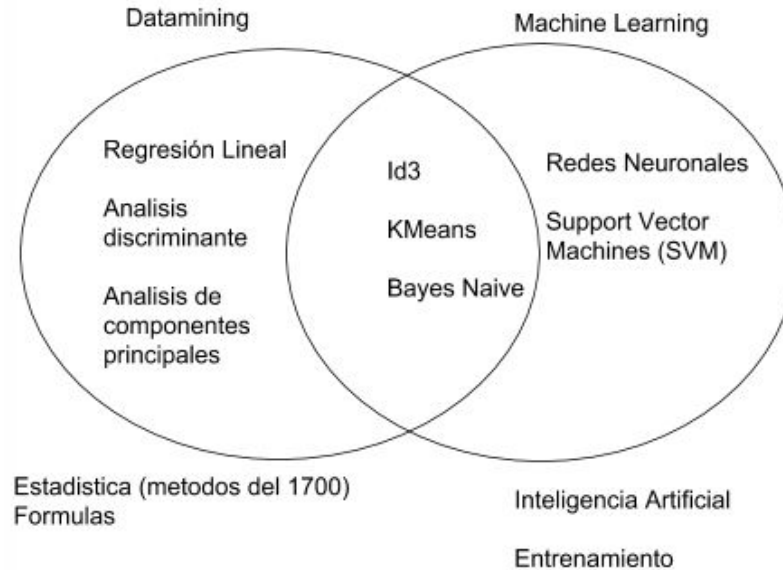 Datamining
Machine Learning
Regresión Lineal
Analisis
discriminante
Analisis de
componentes
principales
Id3
KMeans
Bayes Naive
Redes Neuronales
Support Vector
Machines (SVM)
Estadistica (metodos del 1700)
Formulas
Inteligencia Artificial
Entrenamiento